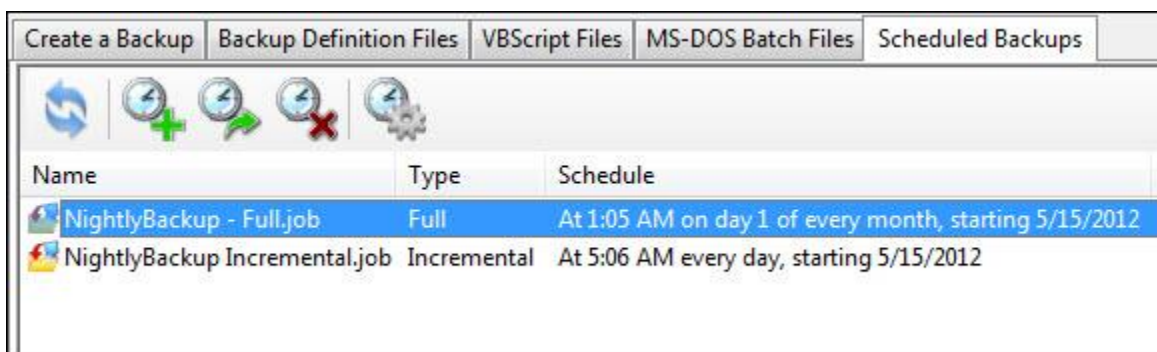 Create a Backup Backup Definition Files VBScript Files MS-DOS Batch Files Scheduled Backups
Name Type Schedule
NightlyBackup - Full.job Full At 1:05 AM on day 1 of every month, starting 5/15/2012
NightlyBackup Incremental.job Incremental At 5:06 AM every day, starting 5/15/2012